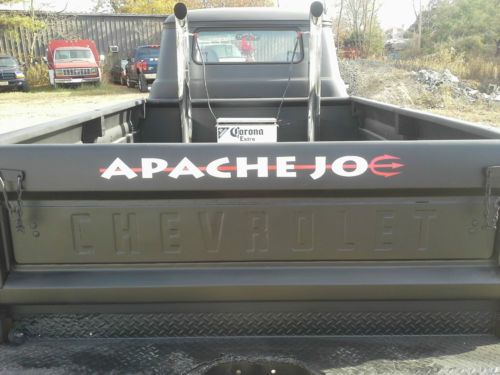 Corona
Extra
APACHE JOE
CHEVROLET